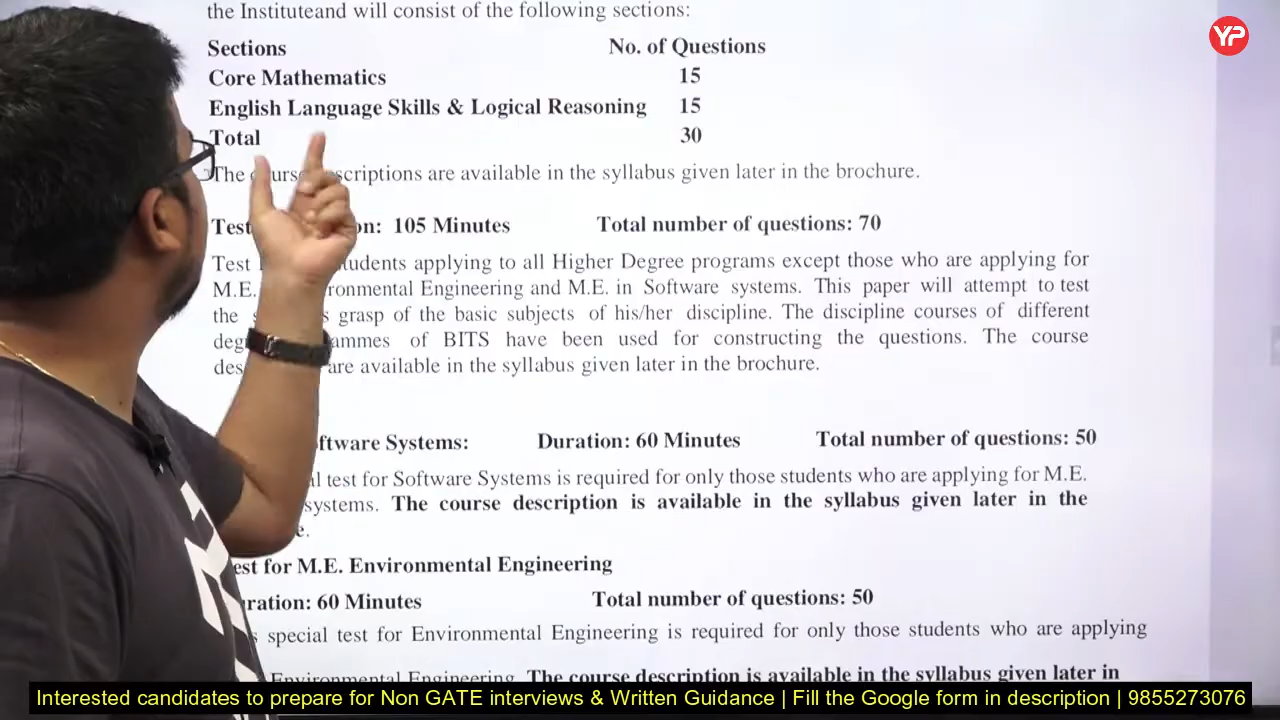 the Instituteand will consist of the following sections:
YP
Sections No. of Questions
Core Mathematics 15
English Language Skills & Logical Reasoning 15
Total 30
The scriptions are available in the syllabus given later in the brochure.
Test on: 105 Minutes Total number of questions: 70
Test tudents applying to all Higher Degree programs except those who are applying for
M.E. ronmental Engineering and M.E. in Software systems. This paper will attempt to test
the s grasp of the basic subjects of his/her discipline. The discipline courses of different
deg ammes of BITS have been used for constructing the questions. The course
des are available in the syllabus given later in the brochure.
ftware Systems: Duration: 60 Minutes Total number of questions: 50
l test for Software Systems is required for only those students who are applying for M.E.
systems. The course description is available in the syllabus given later in the
e.
est for M.E. Environmental Engineering
ration: 60 Minutes Total number of questions: 50
s special test for Environmental Engineering is required for only those students who are applying
Environmental Engineering. The course description is available in the syllabus given later in
Interested candidates to prepare for Non GATE interviews & Written Guidance | Fill the Google form in description | 9855273076